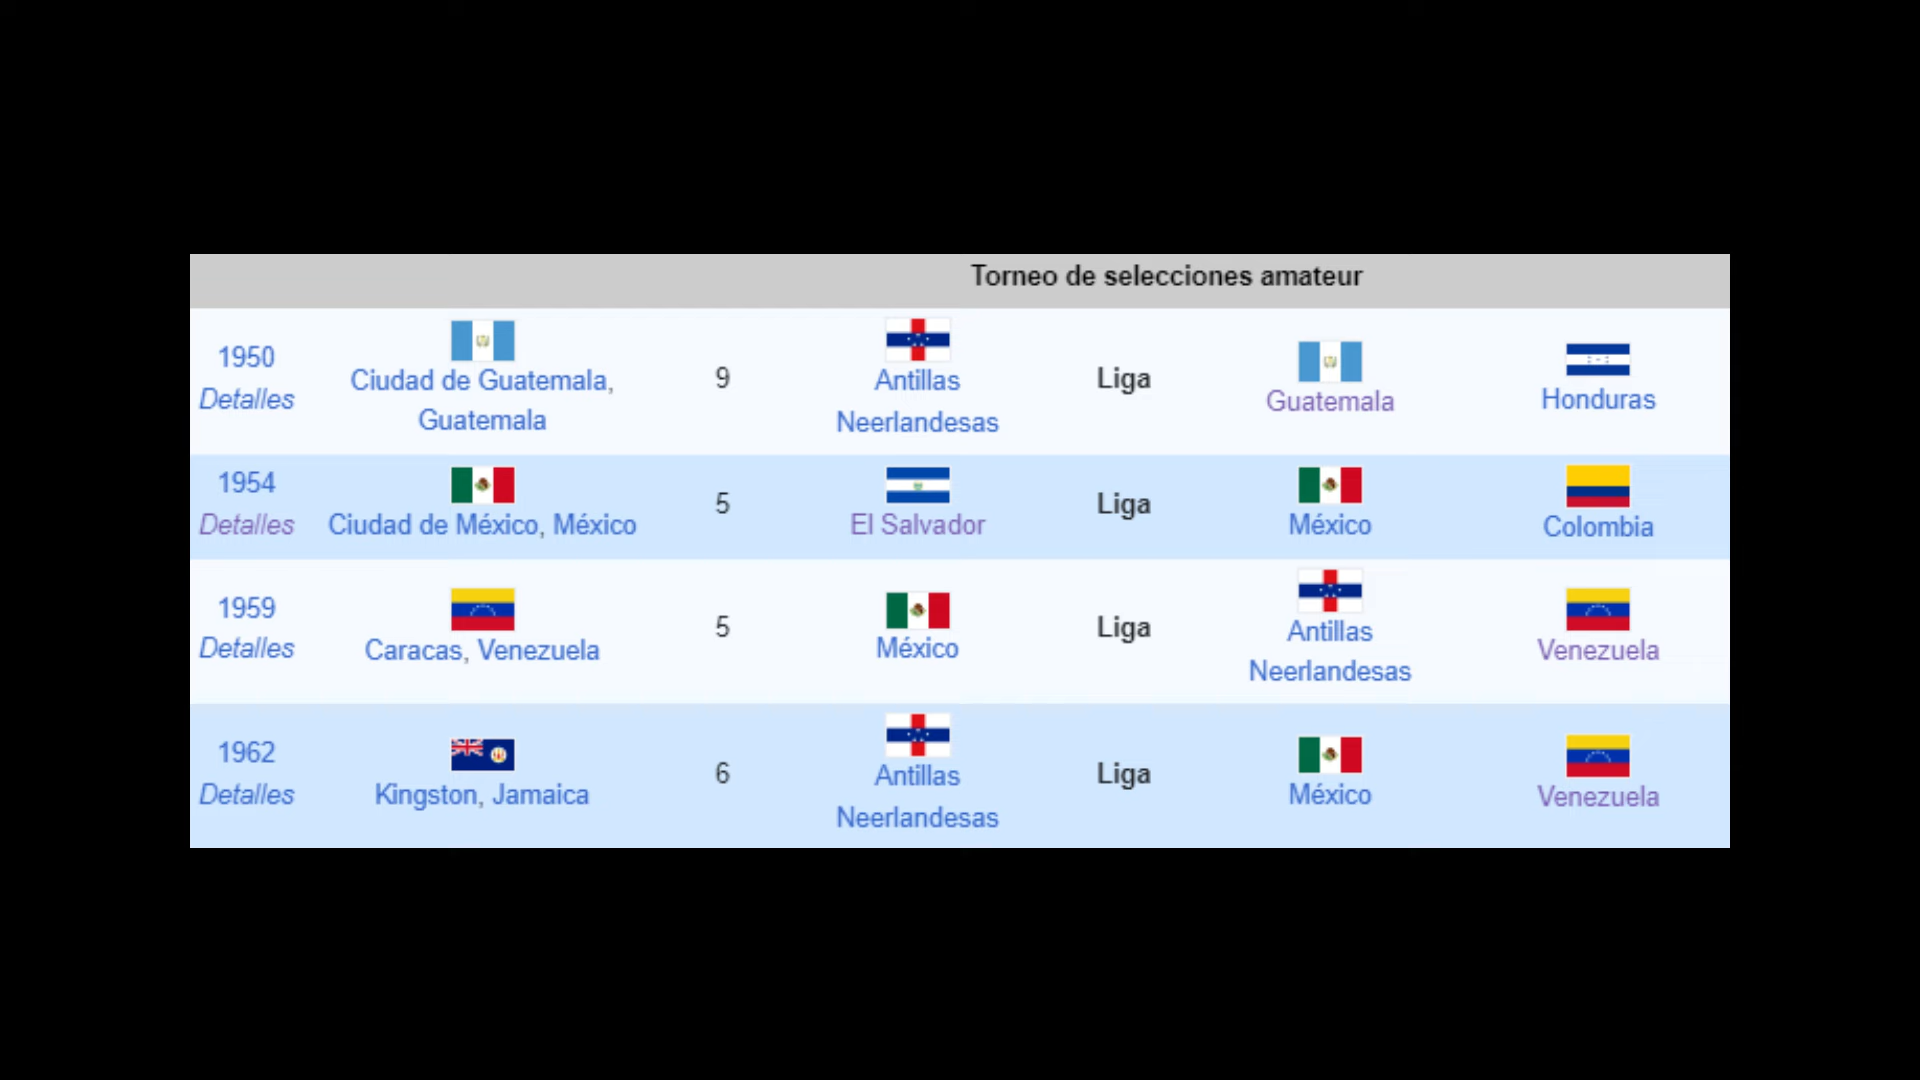 Torneo de selecciones amateur
1950
Detalles
Ciudad de Guatemala,
Guatemala
9
Antillas
Neerlandesas
Liga
Guatemala
Honduras
1954
Detalles
Ciudad de México, México
5
El Salvador
Liga
México
Colombia
1959
Detalles
Caracas, Venezuela
5
México
Liga
Antillas
Neerlandesas
Venezuela
1962
Detalles
Kingston, Jamaica
6
Antillas
Neerlandesas
Liga
México
Venezuela